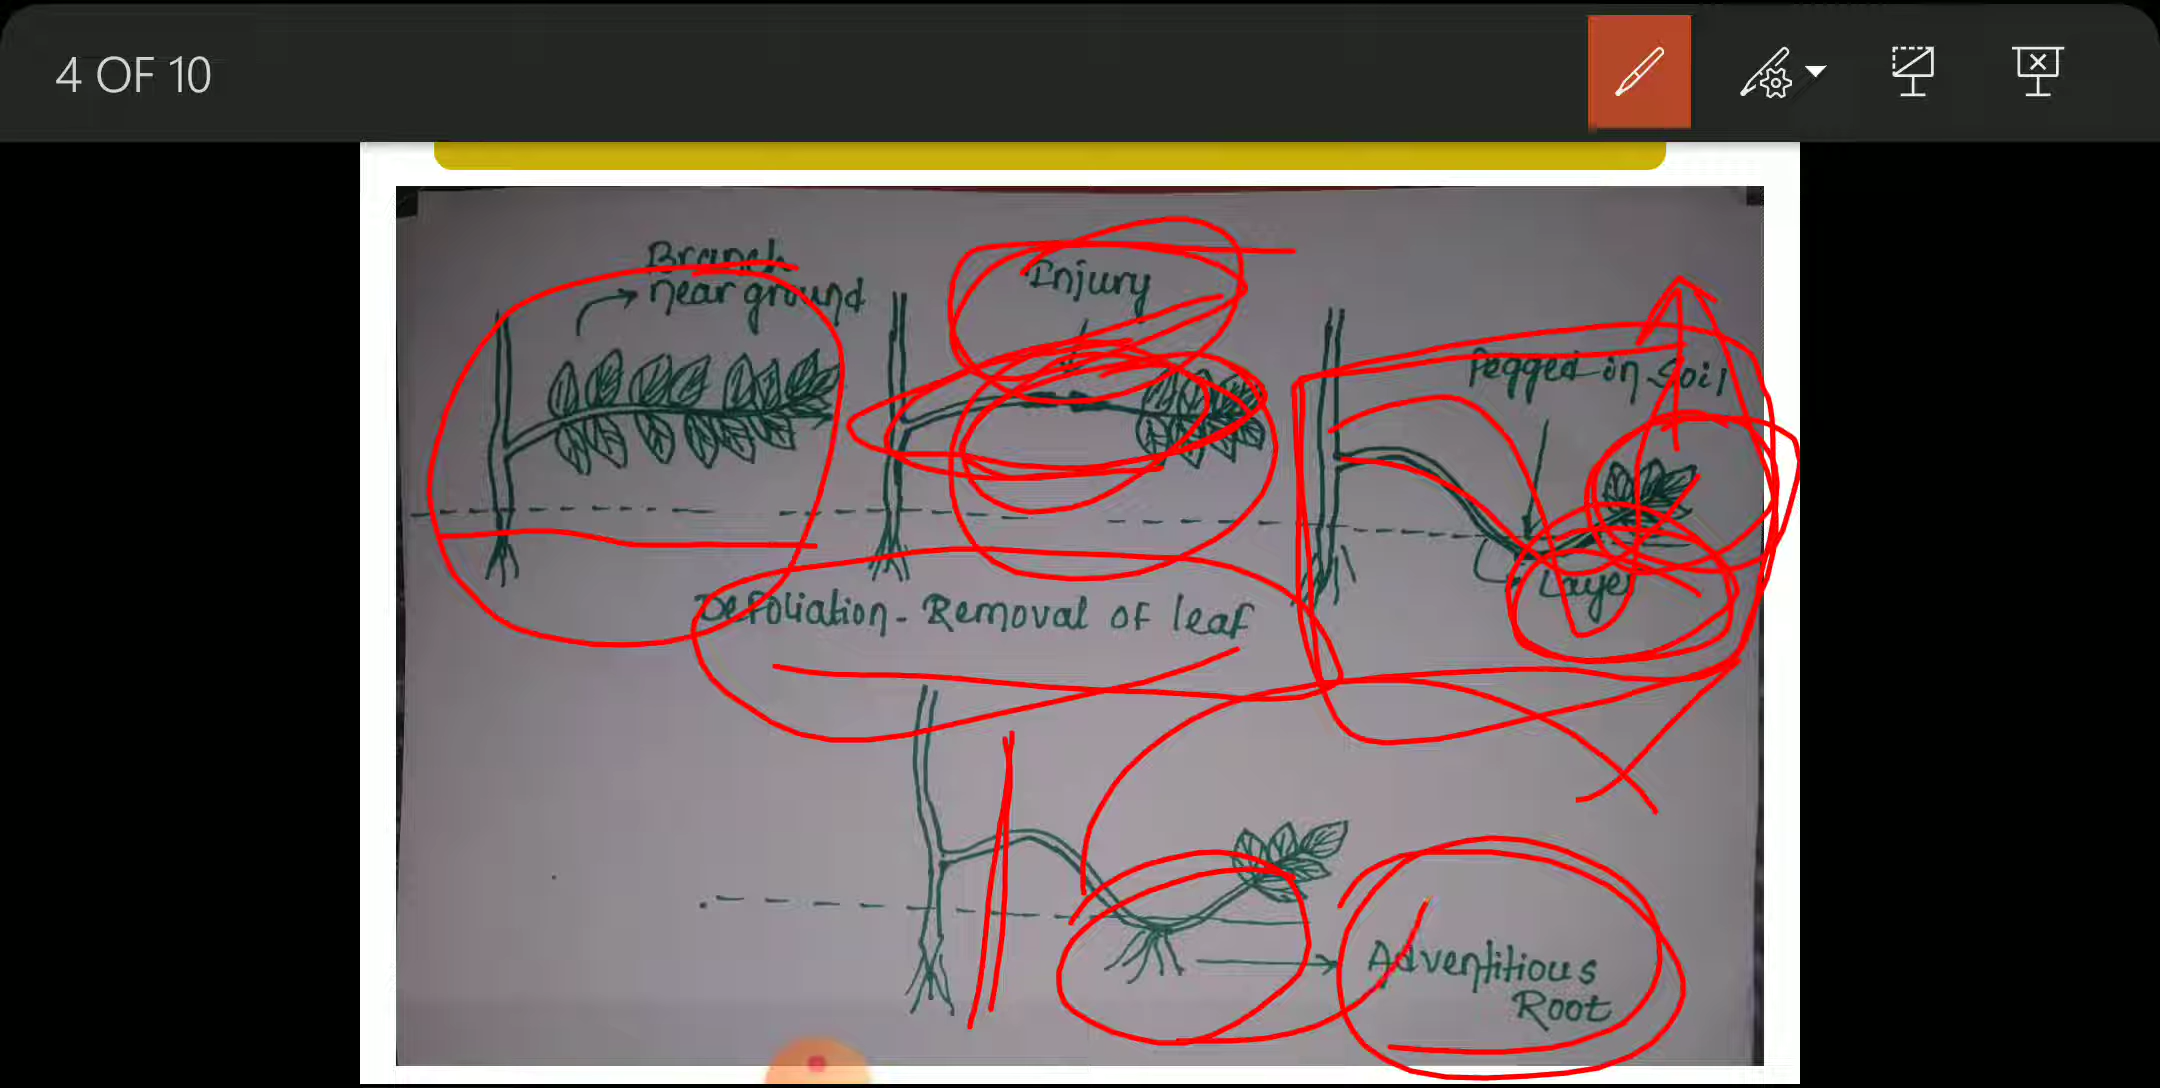 4 OF 10
Branch
near ground
Injury
Pegged in Soil
Layer
Defoliation - Removal of leaf
Adventitious
Root